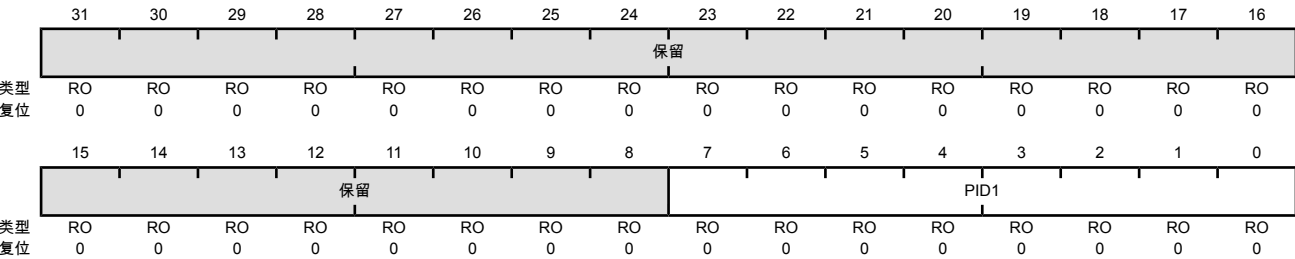 31 30 29 28 27 26 25 24 23 22 21 20 19 18 17 16
保留
类型 RO RO RO RO RO RO RO RO RO RO RO RO RO RO RO RO
复位 0 0 0 0 0 0 0 0 0 0 0 0 0 0 0 0
15 14 13 12 11 10 9 8 7 6 5 4 3 2 1 0
保留 PID1
类型 RO RO RO RO RO RO RO RO RO RO RO RO RO RO RO RO
复位 0 0 0 0 0 0 0 0 0 0 0 0 0 0 0 0